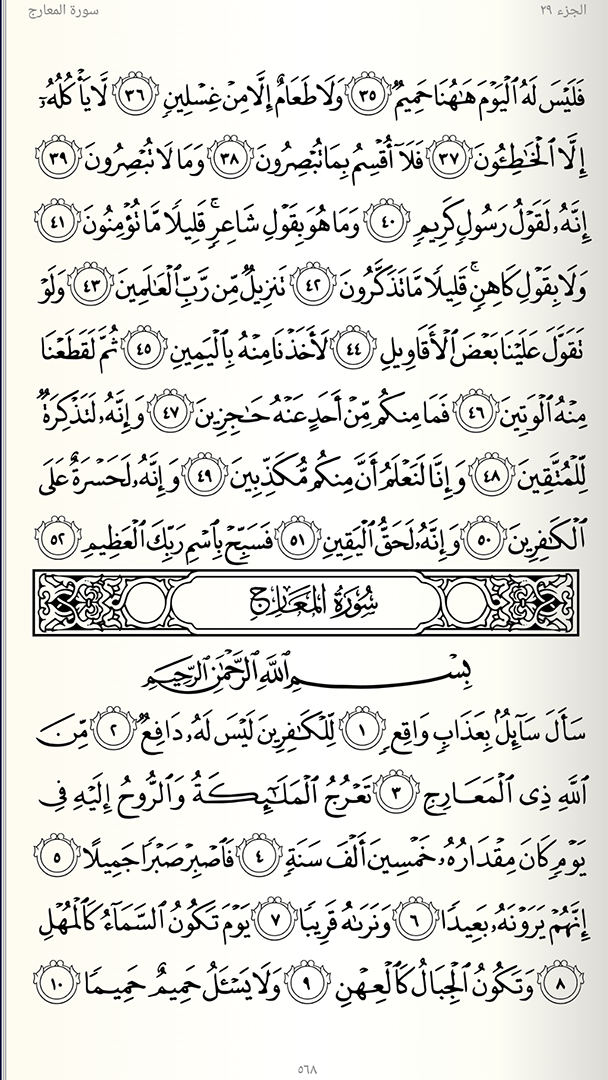 الجزء ٢٩
سورة المعارج
فَلَيْسَ لَهُ ٱلْيَوْمَ هَٰهُنَا حَمِيمٌ ٣٥ وَلَا طَعَامٌ إِلَّا مِنْ غِسْلِينٍ ٣٦ لَّا يَأْكُلُهُۥٓ
إِلَّا ٱلْخَٰطِـُٔونَ ٣٧ فَلَآ أُقْسِمُ بِمَا تُبْصِرُونَ ٣٨ وَمَا لَا تُبْصِرُونَ ٣٩
إِنَّهُۥ لَقَوْلُ رَسُولٍ كَرِيمٍ ٤٠ وَمَا هُوَ بِقَوْلِ شَاعِرٍ ۚ قَلِيلًا مَّا تُؤْمِنُونَ ٤١
وَلَا بِقَوْلِ كَاهِنٍ ۚ قَلِيلًا مَّا تَذَكَّرُونَ ٤٢ تَنزِيلٌ مِّن رَّبِّ ٱلْعَٰلَمِينَ ٤٣ وَلَوْ
تَقَوَّلَ عَلَيْنَا بَعْضَ ٱلْأَقَاوِيلِ ٤٤ لَأَخَذْنَا مِنْهُ بِٱلْيَمِينِ ٤٥ ثُمَّ لَقَطَعْنَا
مِنْهُ ٱلْوَتِينَ ٤٦ فَمَا مِنكُم مِّنْ أَحَدٍ عَنْهُ حَٰجِزِينَ ٤٧ وَإِنَّهُۥ لَتَذْكِرَةٌ
لِّلْمُتَّقِينَ ٤٨ وَإِنَّا لَنَعْلَمُ أَنَّ مِنكُم مُّكَذِّبِينَ ٤٩ وَإِنَّهُۥ لَحَسْرَةٌ عَلَى
ٱلْكَٰفِرِينَ ٥٠ وَإِنَّهُۥ لَحَقُّ ٱلْيَقِينِ ٥١ فَسَبِّحْ بِٱسْمِ رَبِّكَ ٱلْعَظِيمِ ٥٢
سُورَةُ المَعَارِج
بِسْمِ ٱللَّهِ ٱلرَّحْمَٰنِ ٱلرَّحِيمِ
سَأَلَ سَآئِلٌۢ بِعَذَابٍ وَاقِعٍ ١ لِّلْكَٰفِرِينَ لَيْسَ لَهُۥ دَافِعٌ ٢ مِّنَ
ٱللَّهِ ذِى ٱلْمَعَارِجِ ٣ تَعْرُجُ ٱلْمَلَٰٓئِكَةُ وَٱلرُّوحُ إِلَيْهِ فِى
يَوْمٍ كَانَ مِقْدَارُهُۥ خَمْسِينَ أَلْفَ سَنَةٍ ٤ فَٱصْبِرْ صَبْرًا جَمِيلًا ٥
إِنَّهُمْ يَرَوْنَهُۥ بَعِيدًا ٦ وَنَرَىٰهُ قَرِيبًا ٧ يَوْمَ تَكُونُ ٱلسَّمَآءُ كَٱلْمُهْلِ
٨ وَتَكُونُ ٱلْجِبَالُ كَٱلْعِهْنِ ٩ وَلَا يَسْـَٔلُ حَمِيمٌ حَمِيمًا ١٠
٥٦٨